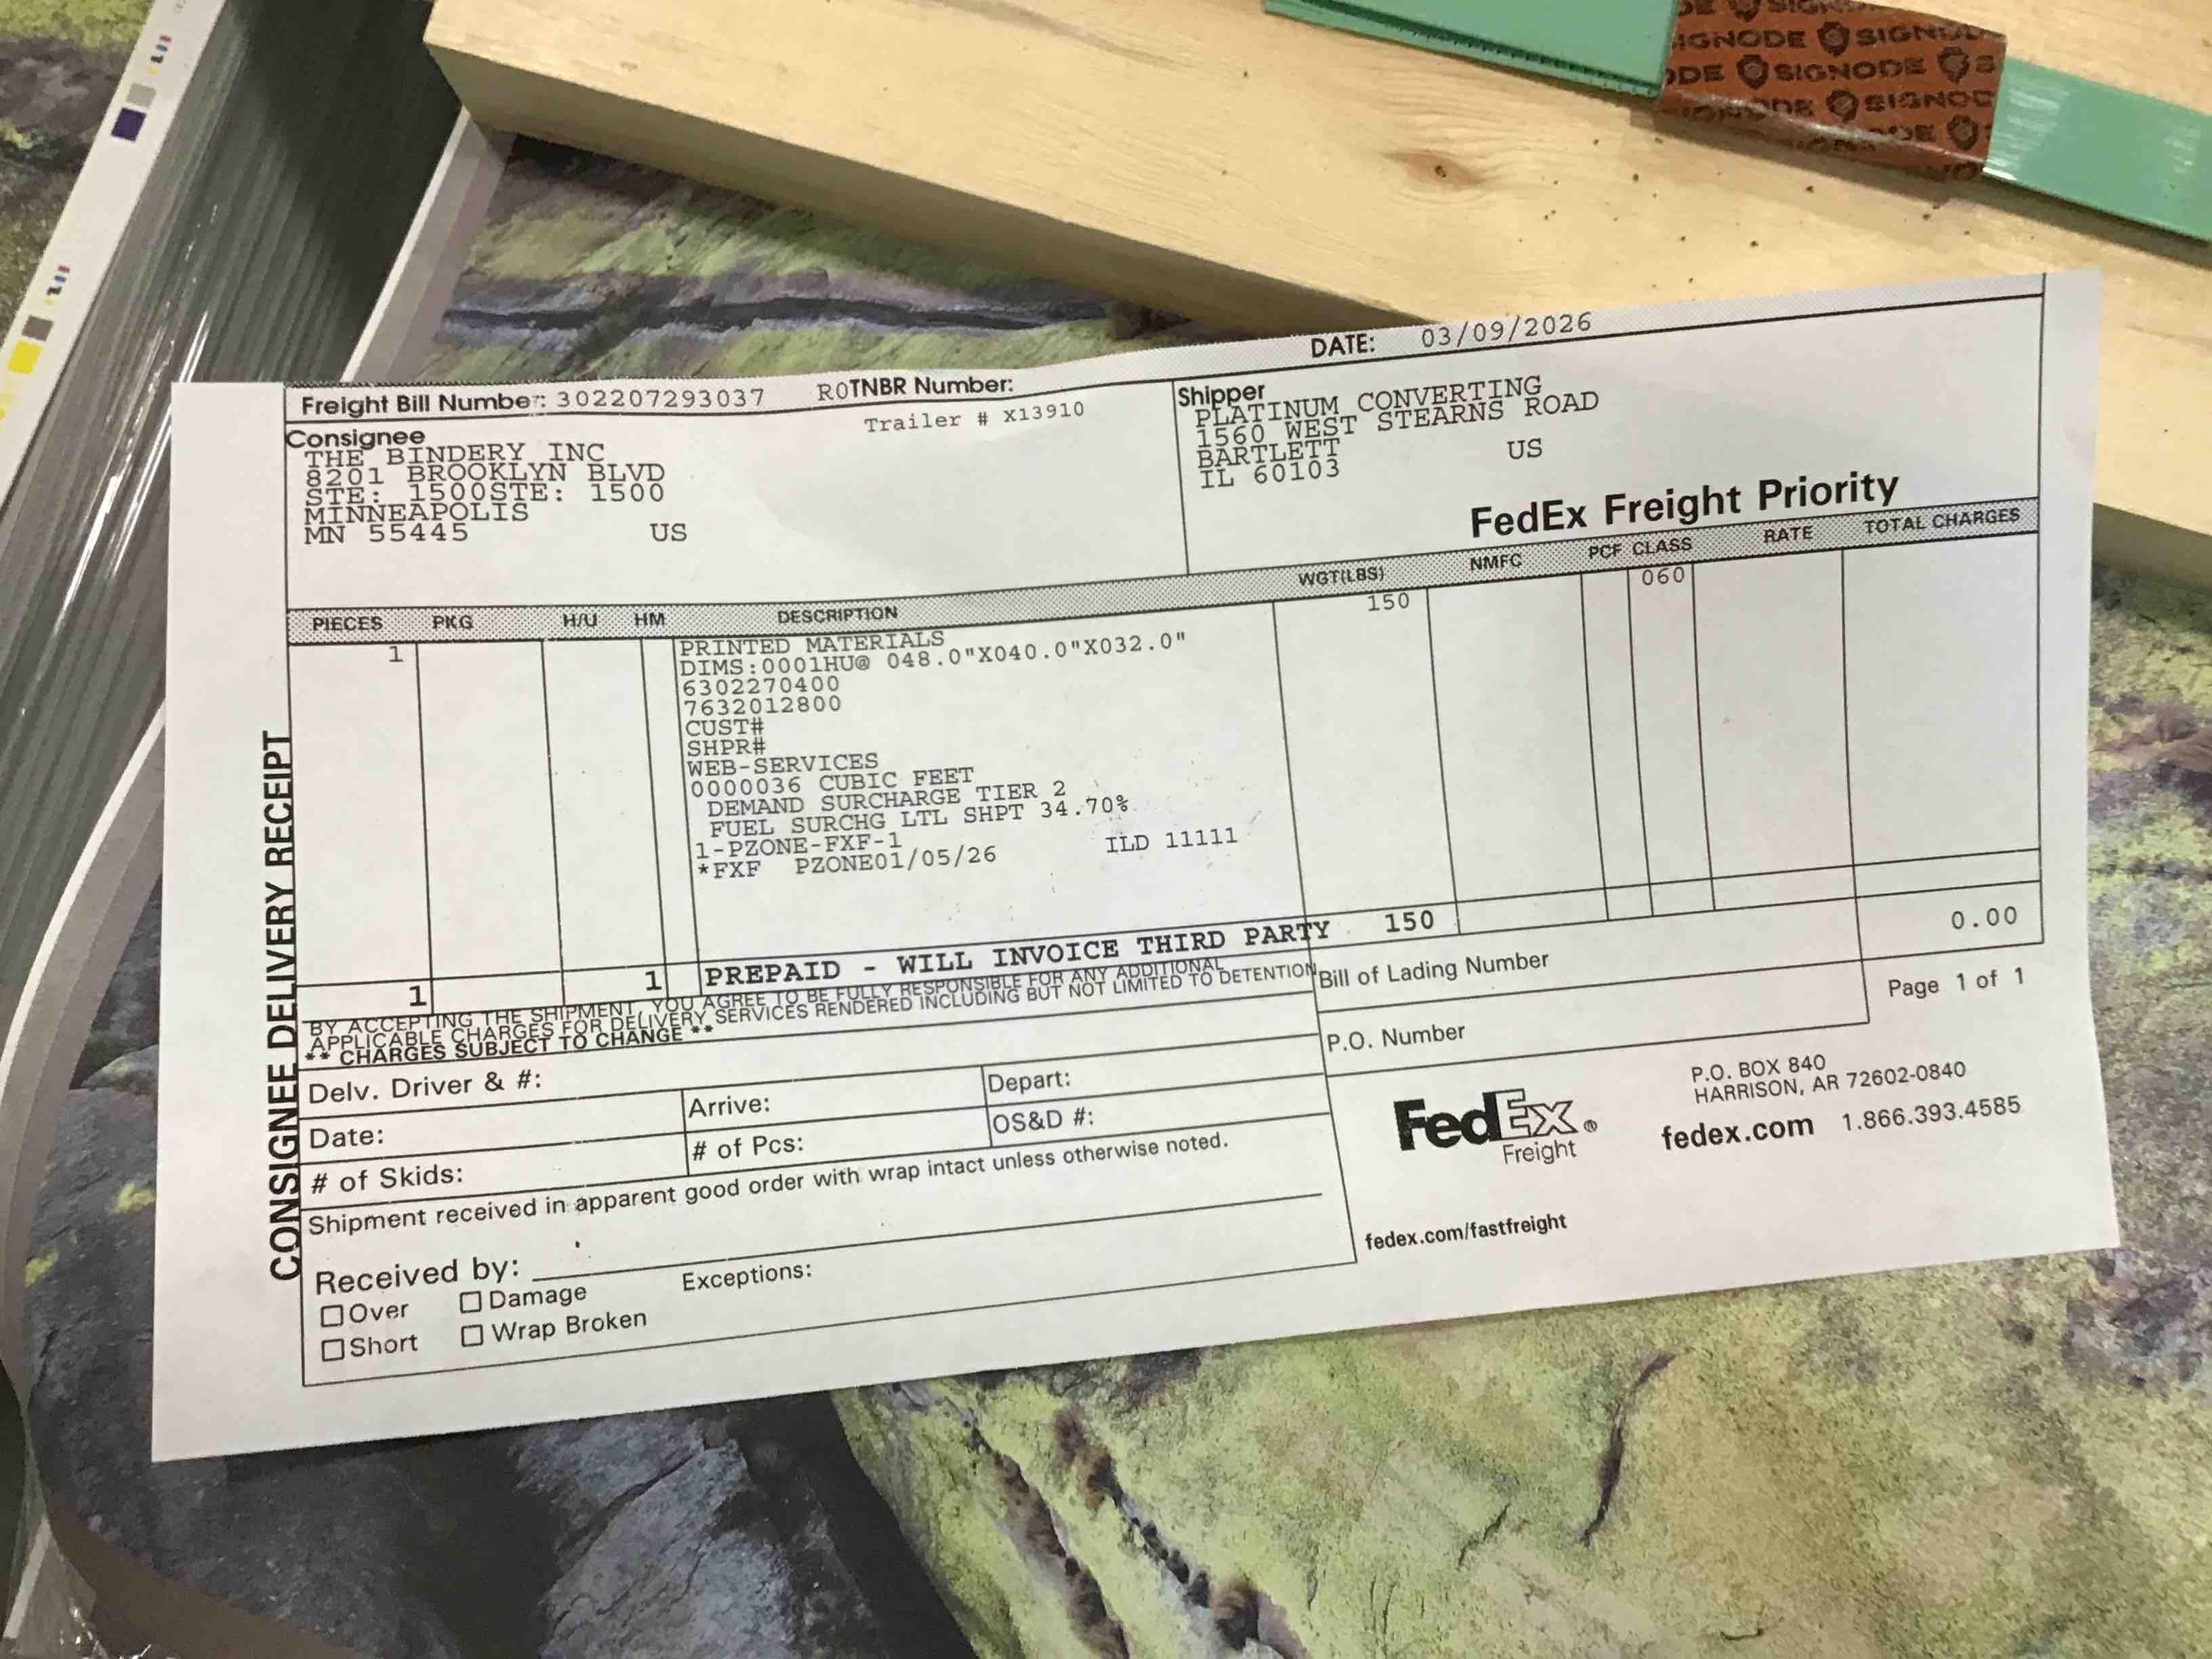 SIGNODE
SIGNODE
SIGNODE
DATE: 03/09/2026
Freight Bill Number: 302207293037 R0TNBR Number:
Trailer # X13910
Consignee
THE BINDERY INC
8201 BROOKLYN BLVD
STE: 1500STE: 1500
MINNEAPOLIS
MN 55445 US
Shipper
PLATINUM CONVERTING
1560 WEST STEARNS ROAD
BARTLETT
IL 60103 US
FedEx Freight Priority
PIECES PKG H/U HM DESCRIPTION WGT(LBS) NMFC PCF CLASS RATE TOTAL CHARGES
1 PRINTED MATERIALS 150 060
DIMS:0001HU@ 048.0"X040.0"X032.0"
6302270400
7632012800
CUST#
SHPR#
WEB-SERVICES
0000036 CUBIC FEET
DEMAND SURCHARGE TIER 2
FUEL SURCHG LTL SHPT 34.70%
1-PZONE-FXF-1
*FXF PZONE01/05/26 ILD 11111
1 1 PREPAID - WILL INVOICE THIRD PARTY 150 0.00
BY ACCEPTING THE SHIPMENT, YOU AGREE TO BE FULLY RESPONSIBLE FOR ANY ADDITIONAL
APPLICABLE CHARGES FOR DELIVERY SERVICES RENDERED INCLUDING BUT NOT LIMITED TO DETENTION
** CHARGES SUBJECT TO CHANGE **
Bill of Lading Number
Page 1 of 1
P.O. Number
Delv. Driver & #:
Date: Arrive: Depart:
# of Skids: # of Pcs: OS&D #:
Shipment received in apparent good order with wrap intact unless otherwise noted.
Received by:
Exceptions:
Over Damage
Short Wrap Broken
FedEx®
Freight
P.O. BOX 840
HARRISON, AR 72602-0840
fedex.com 1.866.393.4585
fedex.com/fastfreight
CONSIGNEE DELIVERY RECEIPT